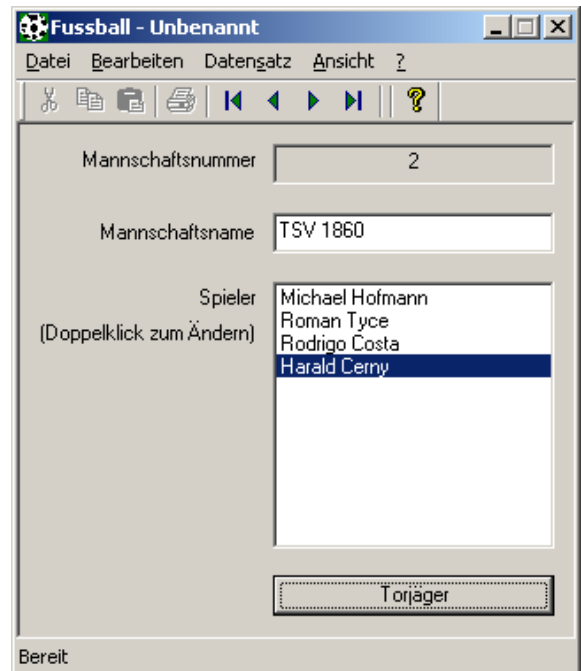 Fussball - Unbenannt
Datei Bearbeiten Datensatz Ansicht ?
Mannschaftsnummer 2
Mannschaftsname TSV 1860
Spieler Michael Hofmann
(Doppelklick zum Ändern) Roman Tyce
Rodrigo Costa
Harald Cerny
Torjäger
Bereit